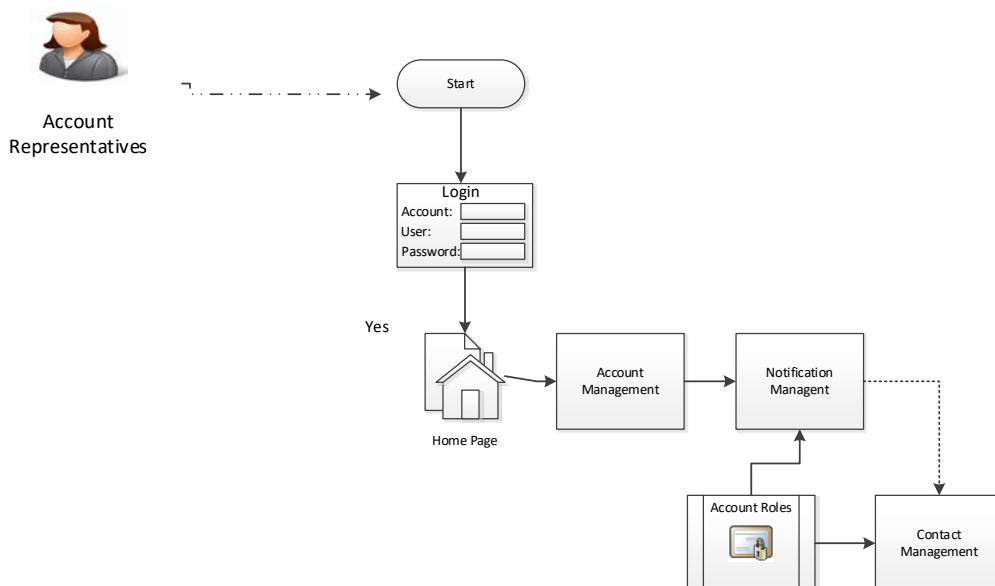 Start
Account
Representatives
Login
Account:
User:
Password:
Yes
Account
Management
Notification
Managent
Home Page
Account Roles
Contact
Management